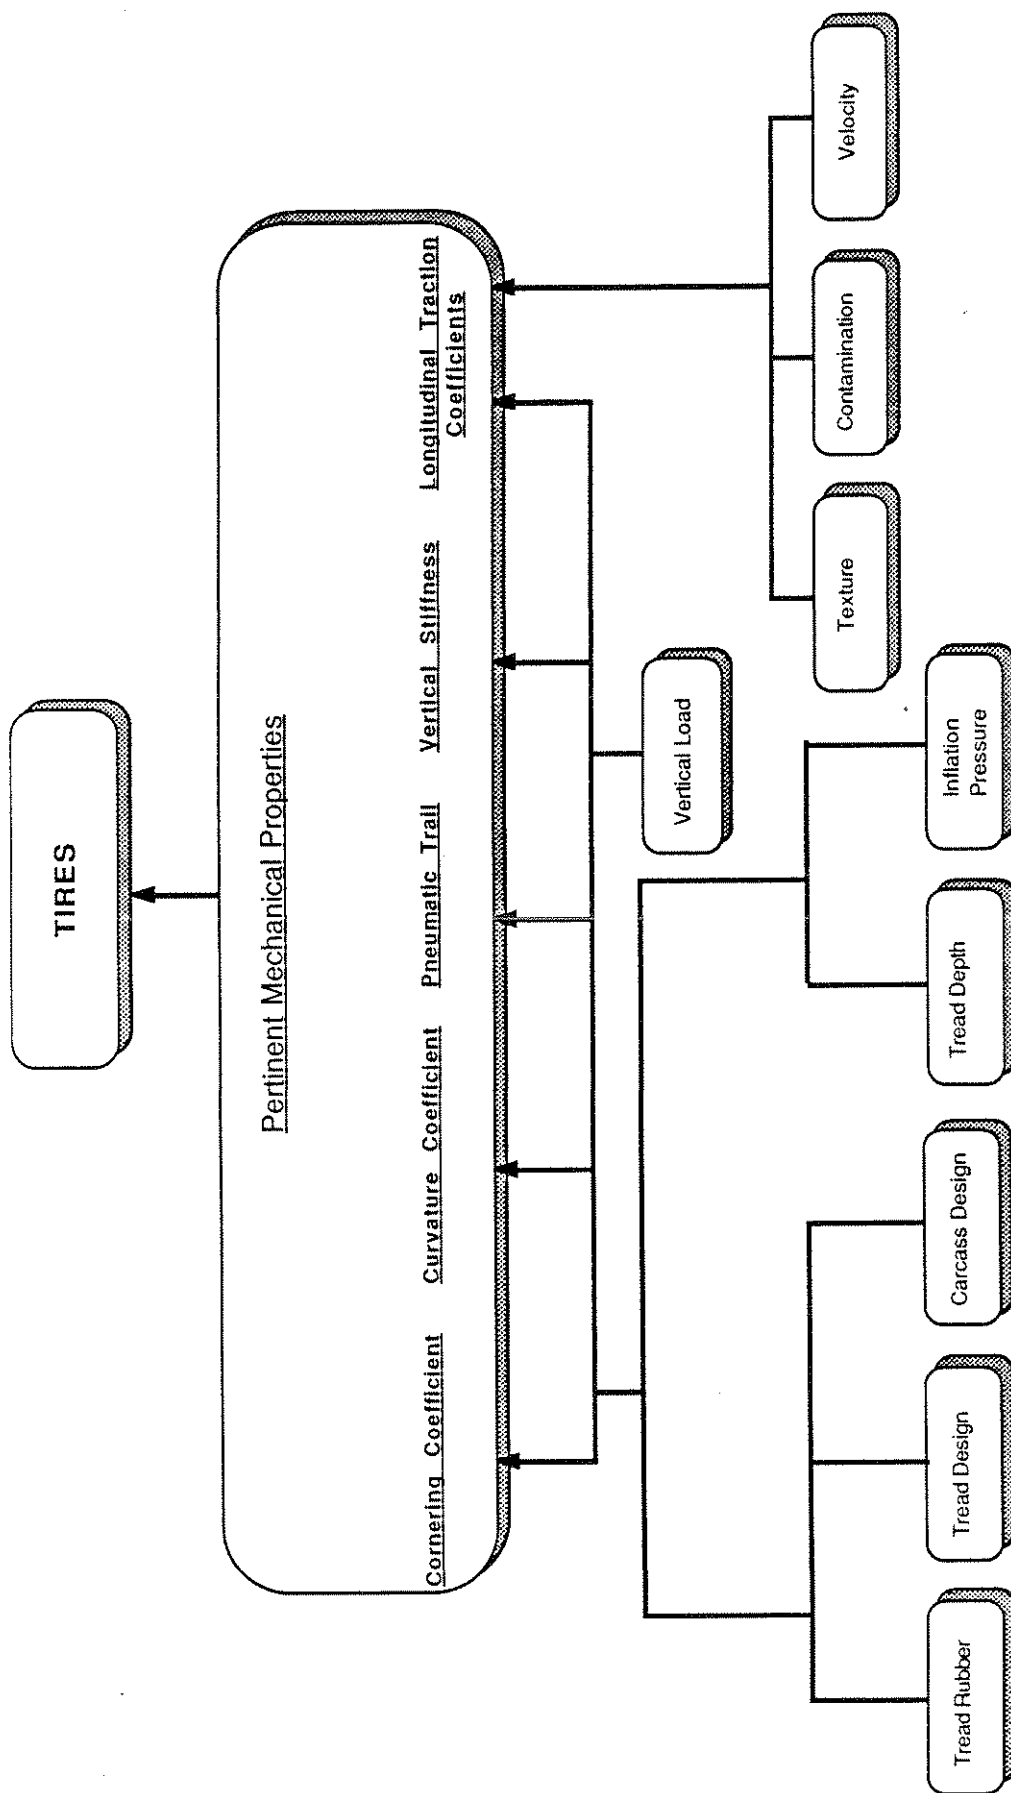 TIRES
Pertinent Mechanical Properties
Cornering Coefficient
Curvature Coefficient
Pneumatic Trail
Vertical Stiffness
Longitudinal Traction
Coefficients
Vertical Load
Texture
Contamination
Velocity
Tread Rubber
Tread Design
Carcass Design
Tread Depth
Inflation
Pressure